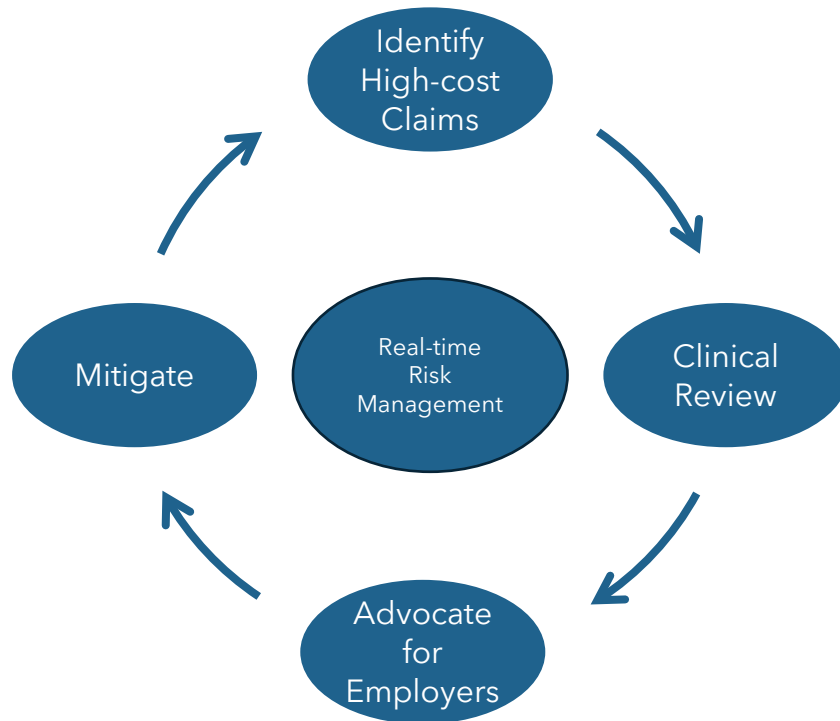 Identify
High-cost
Claims
Mitigate
Real-time
Risk
Management
Clinical
Review
Advocate
for
Employers